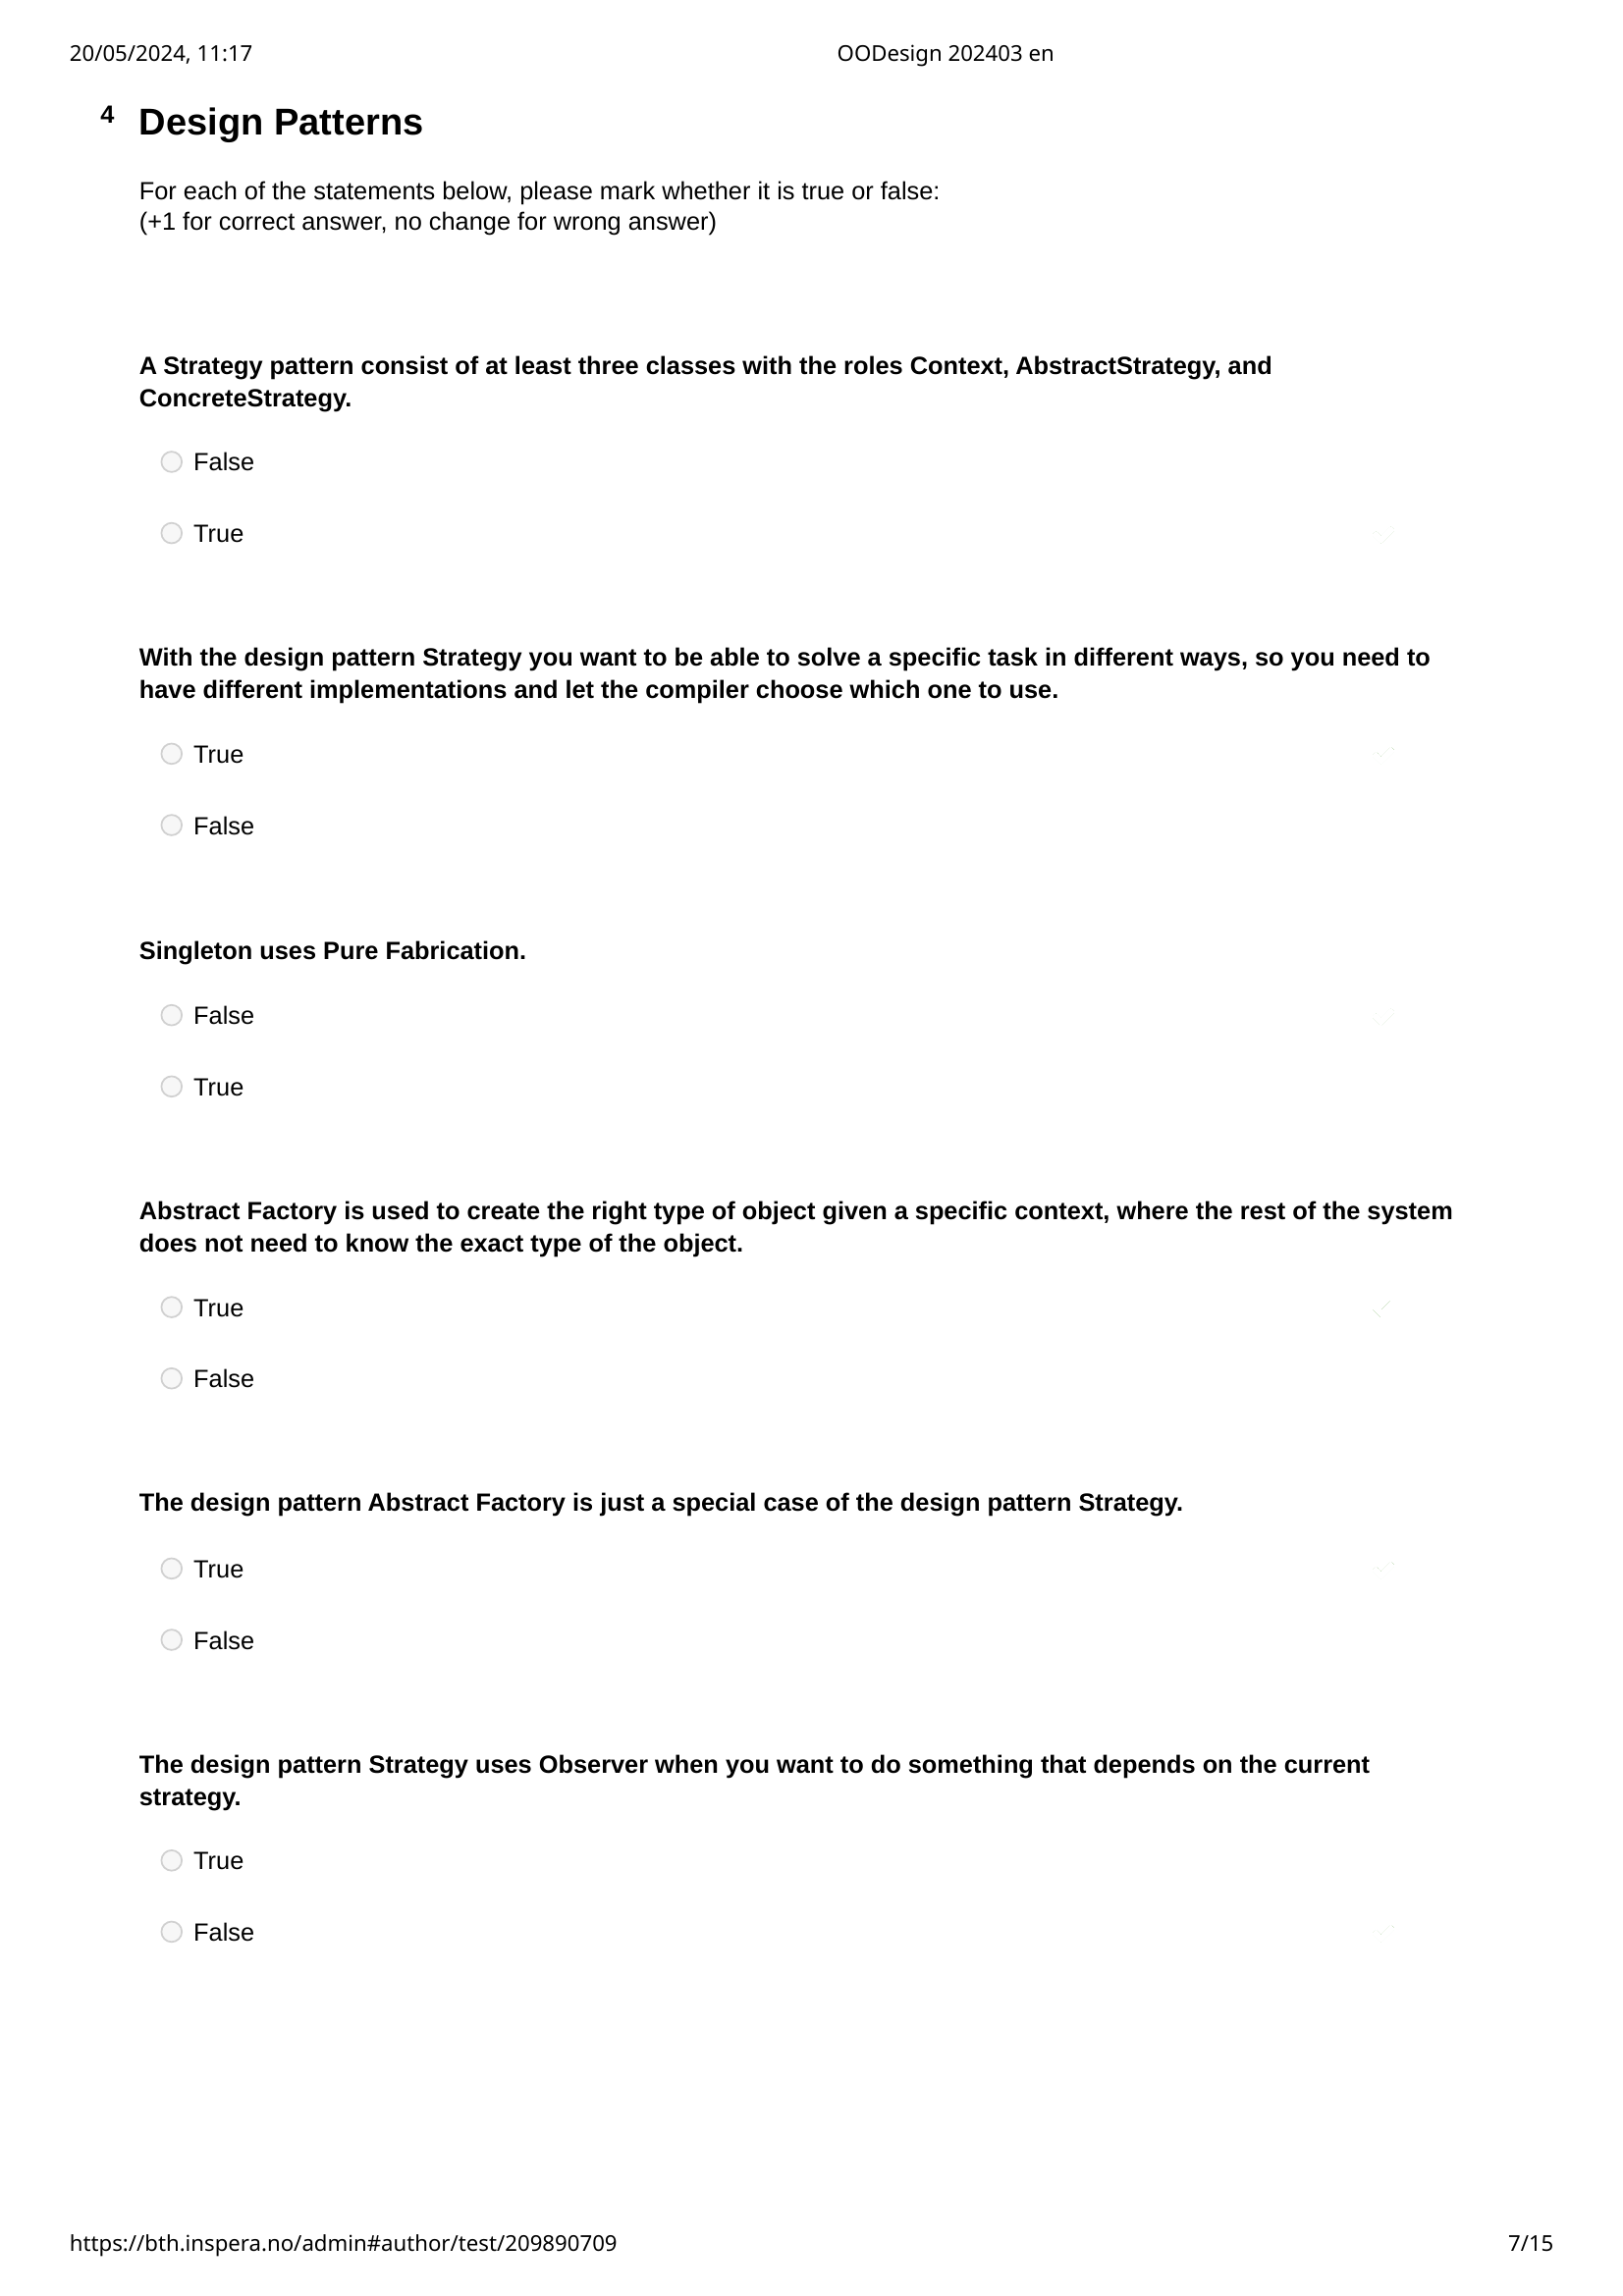 20/05/2024, 11:17
OODesign 202403 en
4
Design Patterns
For each of the statements below, please mark whether it is true or false:
(+1 for correct answer, no change for wrong answer)
A Strategy pattern consist of at least three classes with the roles Context, AbstractStrategy, and
ConcreteStrategy.
False
True
With the design pattern Strategy you want to be able to solve a specific task in different ways, so you need to
have different implementations and let the compiler choose which one to use.
True
False
Singleton uses Pure Fabrication.
False
True
Abstract Factory is used to create the right type of object given a specific context, where the rest of the system
does not need to know the exact type of the object.
True
False
The design pattern Abstract Factory is just a special case of the design pattern Strategy.
True
False
The design pattern Strategy uses Observer when you want to do something that depends on the current
strategy.
True
False
https://bth.inspera.no/admin#author/test/209890709
7/15